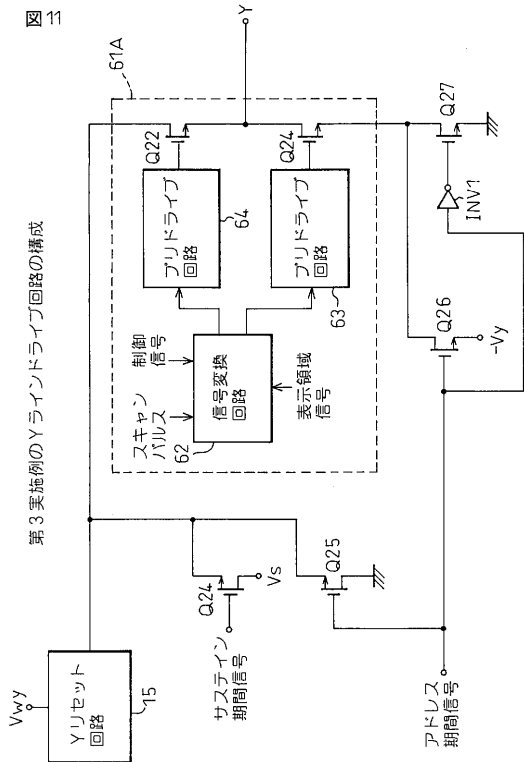 図11
第3実施例のYラインドライブ回路の構成
Vwy
Yリセット
回路
15
サステイン
期間信号
Q24
Vs
Q25
アドレス
期間信号
61A
スキャン
パルス
制御
信号
信号変換
回路
62
表示領域
信号
プリドライブ
回路
64
プリドライブ
回路
63
Q22
Q24
Y
Q26
-Vy
INV1
Q27